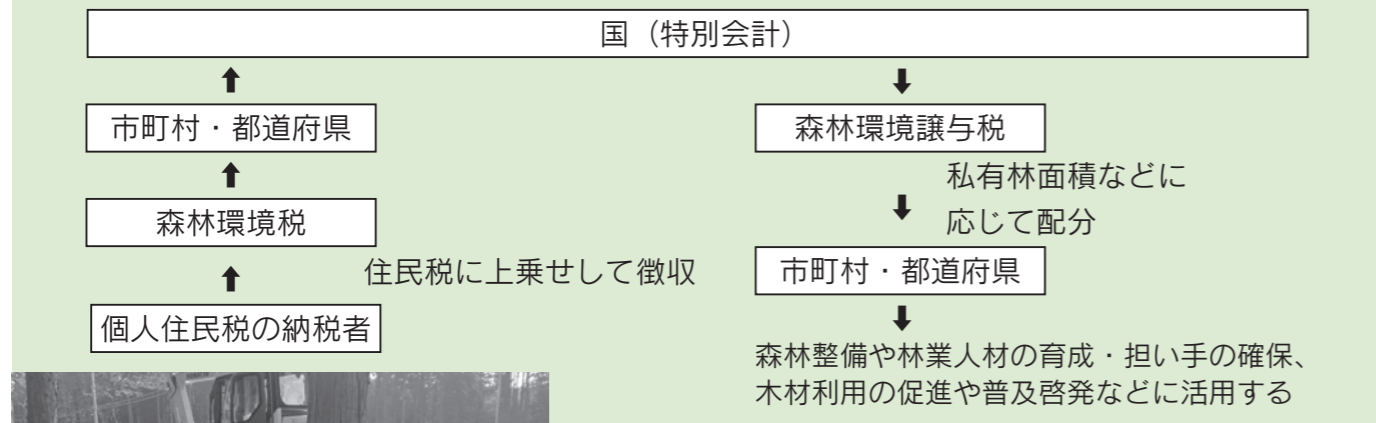 国（特別会計）
市町村・都道府県
森林環境税
住民税に上乗せして徴収
個人住民税の納税者
森林環境譲与税
私有林面積などに
応じて配分
市町村・都道府県
森林整備や林業人材の育成・担い手の確保、
木材利用の促進や普及啓発などに活用する